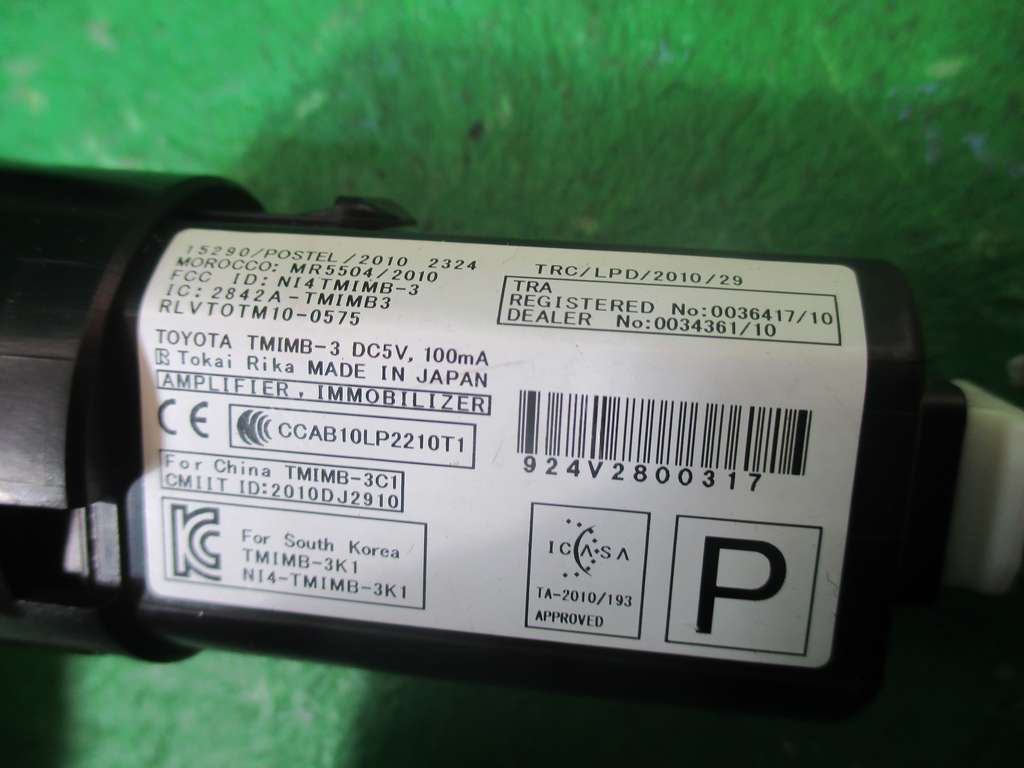 15290/POSTEL/2010 2324
MOROCCO: MR5504/2010
FCC ID: NI4TMIMB-3
IC: 2842A-TMIMB3
RLVTOTM10-0575
TRC/LPD/2010/29
TRA
REGISTERED No:0036417/10
DEALER No:0034361/10
TOYOTA TMIMB-3 DC5V, 100mA
R Tokai Rika MADE IN JAPAN
AMPLIFIER, IMMOBILIZER
CE
CCAB10LP2210T1
924V2800317
For China TMIMB-3C1
CMIIT ID:2010DJ2910
KC
For South Korea
TMIMB-3K1
NI4-TMIMB-3K1
ICASA
TA-2010/193
APPROVED
P